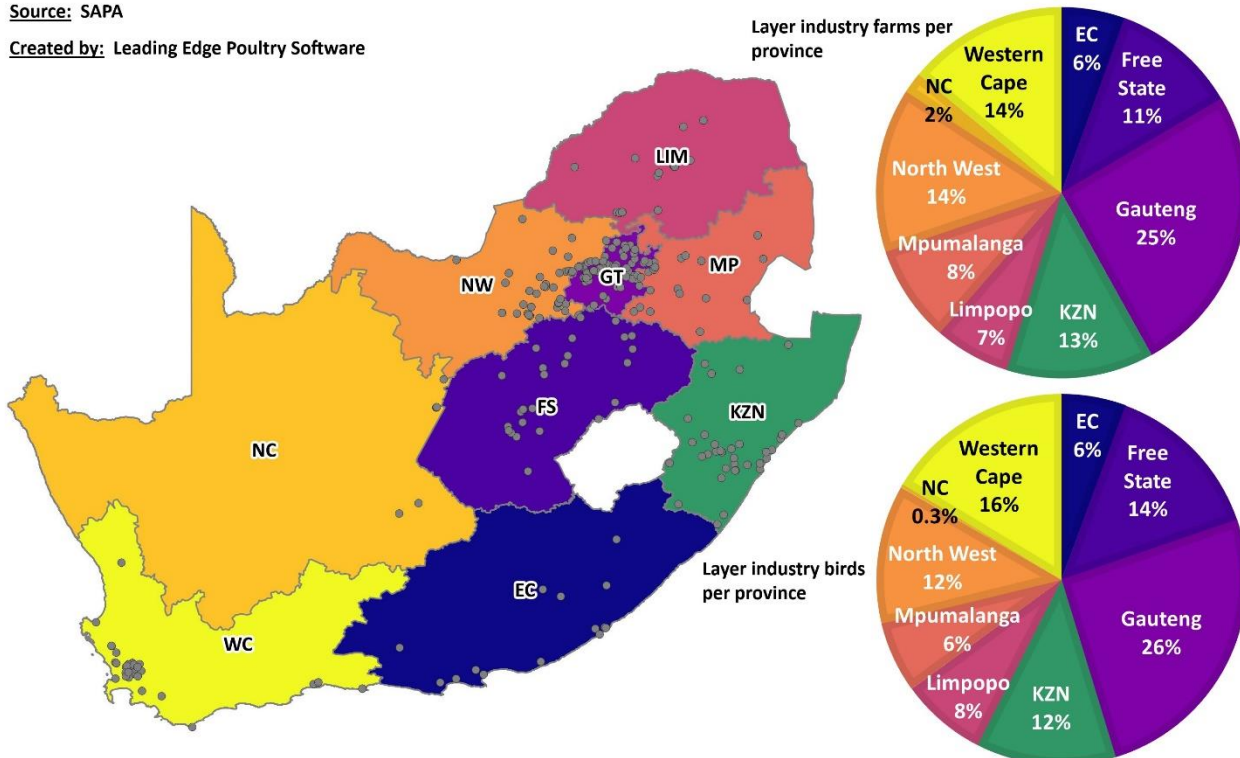 Source: SAPA
Created by: Leading Edge Poultry Software
Layer industry farms per
province
EC
6%
Free
State
11%
Gauteng
25%
KZN
13%
Limpopo
7%
Mpumalanga
8%
North West
14%
NC
2%
Western
Cape
14%
LIM
NW
GT
MP
FS
KZN
NC
EC
WC
Layer industry birds
per province
EC
6%
Free
State
14%
Gauteng
26%
KZN
12%
Limpopo
8%
Mpumalanga
6%
North West
12%
NC
0.3%
Western
Cape
16%